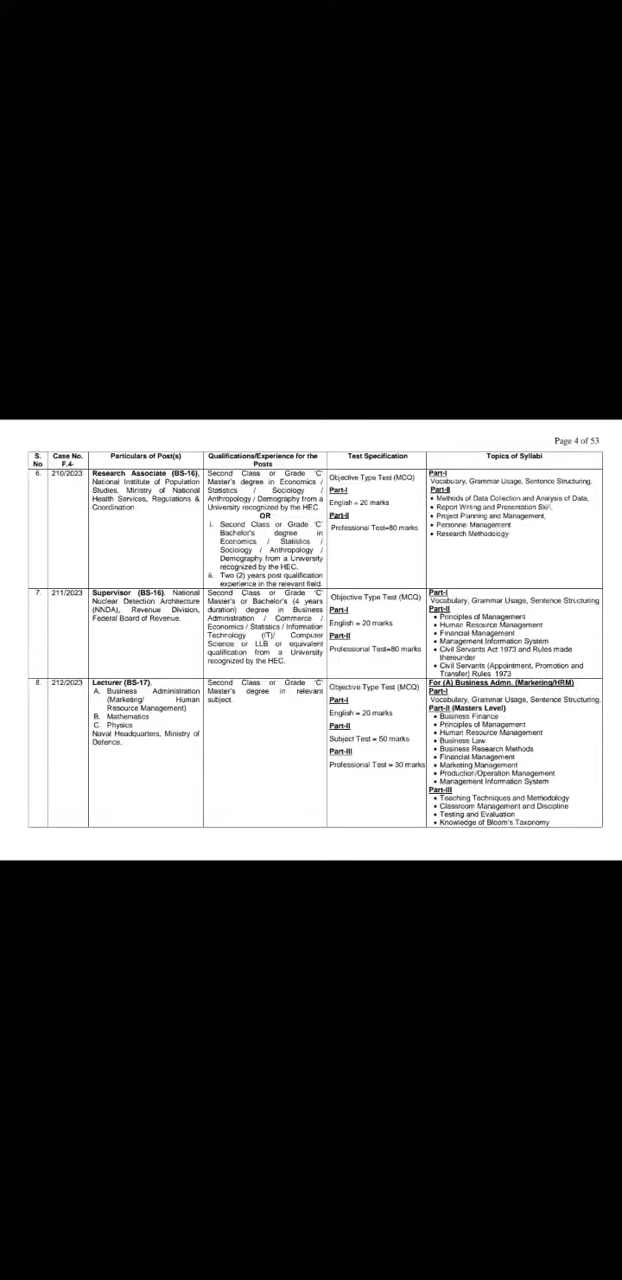 Page 4 of 53
S. No
Case No. F.4-
Particulars of Post(s)
Qualifications/Experience for the Posts
Test Specification
Topics of Syllabi
6.
210/2023
Research Associate (BS-16),
National Institute of Population
Studies, Ministry of National
Health Services, Regulations &
Coordination
Second Class or Grade 'C'
Master's degree in Economics /
Statistics / Sociology /
Anthropology / Demography from a
University recognized by the HEC.
OR
i. Second Class or Grade 'C'
Bachelor's degree in
Economics / Statistics /
Sociology / Anthropology /
Demography from a University
recognized by the HEC.
ii. Two (2) years post qualification
experience in the relevant field.
Objective Type Test (MCQ)
Part-I
English = 20 marks
Part-II
Professional Test=80 marks
Part-I
Vocabulary, Grammar Usage, Sentence Structuring.
Part-II
• Methods of Data Collection and Analysis of Data,
• Report Writing and Presentation Skill,
• Project Planning and Management,
• Personnel Management
• Research Methodology
7.
211/2023
Supervisor (BS-16), National
Nuclear Detection Architecture
(NNDA), Revenue Division,
Federal Board of Revenue.
Second Class or Grade 'C'
Master's or Bachelor's (4 years
duration) degree in Business
Administration / Commerce /
Economics / Statistics / Information
Technology (IT)/ Computer
Science or LLB or equivalent
qualification from a University
recognized by the HEC.
Objective Type Test (MCQ)
Part-I
English = 20 marks
Part-II
Professional Test=80 marks
Part-I
Vocabulary, Grammar Usage, Sentence Structuring
Part-II
• Principles of Management
• Human Resource Management
• Financial Management
• Management Information System
• Civil Servants Act 1973 and Rules made
thereunder
• Civil Servants (Appointment, Promotion and
Transfer) Rules, 1973
8.
212/2023
Lecturer (BS-17),
A. Business Administration
(Marketing/ Human
Resource Management)
B. Mathematics
C. Physics
Naval Headquarters, Ministry of
Defence.
Second Class or Grade 'C'
Master's degree in relevant
subject.
Objective Type Test (MCQ)
Part-I
English = 20 marks
Part-II
Subject Test = 50 marks
Part-III
Professional Test = 30 marks
For (A) Business Admn. (Marketing/HRM)
Part-I
Vocabulary, Grammar Usage, Sentence Structuring.
Part-II (Masters Level)
• Business Finance
• Principles of Management
• Human Resource Management
• Business Law
• Business Research Methods
• Financial Management
• Marketing Management
• Production/Operation Management
• Management Information System
Part-III
• Teaching Techniques and Methodology
• Classroom Management and Discipline
• Testing and Evaluation
• Knowledge of Bloom's Taxonomy